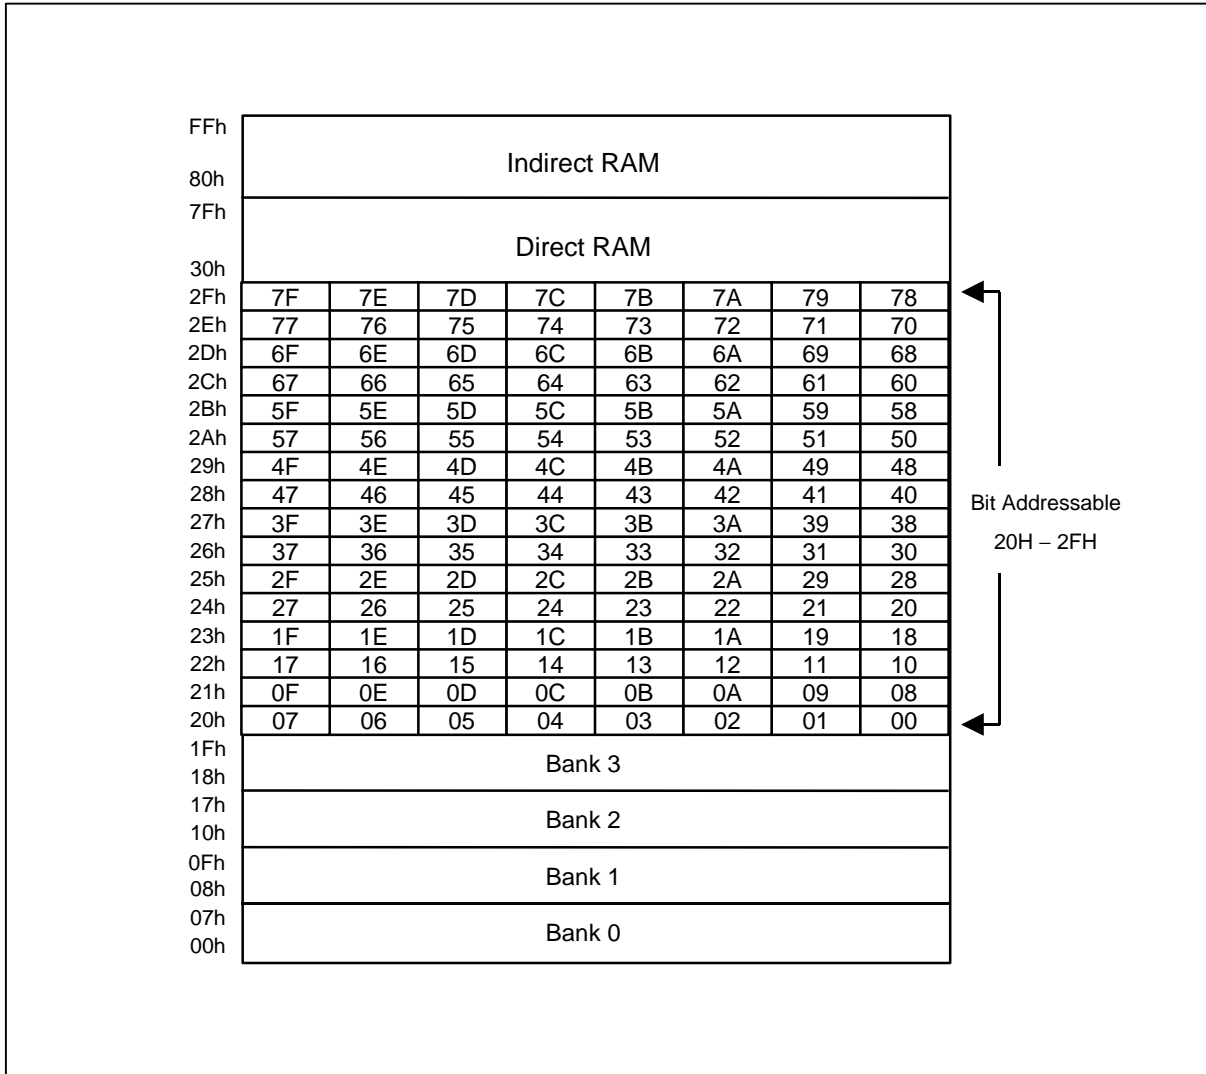 FFh
Indirect RAM
80h
7Fh
Direct RAM
30h
2Fh 7F 7E 7D 7C 7B 7A 79 78
2Eh 77 76 75 74 73 72 71 70
2Dh 6F 6E 6D 6C 6B 6A 69 68
2Ch 67 66 65 64 63 62 61 60
2Bh 5F 5E 5D 5C 5B 5A 59 58
2Ah 57 56 55 54 53 52 51 50
29h 4F 4E 4D 4C 4B 4A 49 48
28h 47 46 45 44 43 42 41 40
Bit Addressable
27h 3F 3E 3D 3C 3B 3A 39 38
20H – 2FH
26h 37 36 35 34 33 32 31 30
25h 2F 2E 2D 2C 2B 2A 29 28
24h 27 26 25 24 23 22 21 20
23h 1F 1E 1D 1C 1B 1A 19 18
22h 17 16 15 14 13 12 11 10
21h 0F 0E 0D 0C 0B 0A 09 08
20h 07 06 05 04 03 02 01 00
1Fh
Bank 3
18h
17h
Bank 2
10h
0Fh
Bank 1
08h
07h
Bank 0
00h